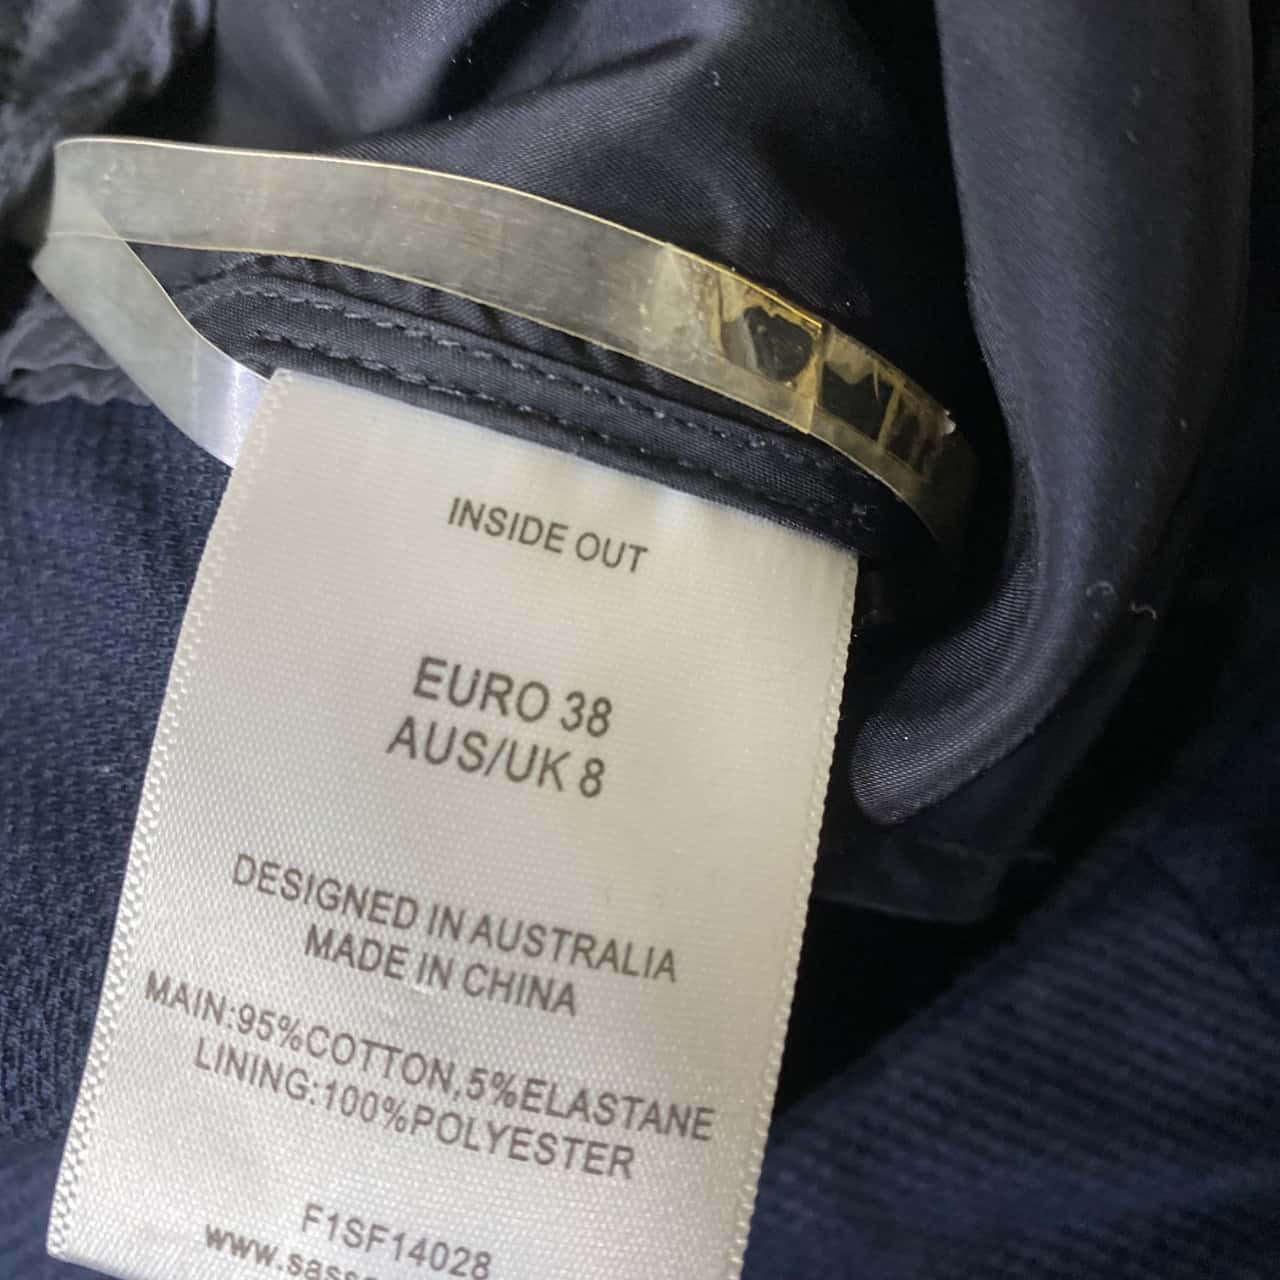 INSIDE OUT
EURO 38
AUS/UK 8
DESIGNED IN AUSTRALIA
MADE IN CHINA
MAIN:95%COTTON,5%ELASTANE
LINING:100%POLYESTER
F1SF14028